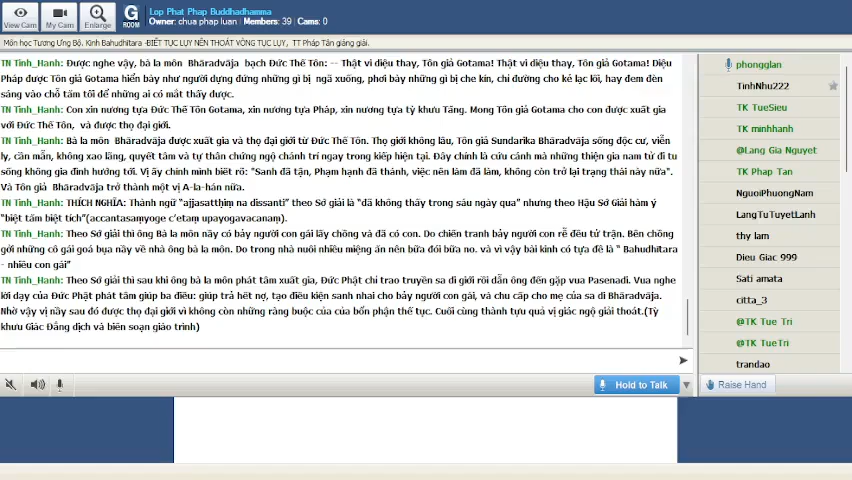 View Cam
My Cam
Enlarge
G
ROOM
Lop Phat Phap Buddhadhamma
Owner: chua phap luan | Members: 39 | Cams: 0
Môn học Tương Ưng Bộ. Kinh Bahudhitara -BIẾT TỤC LỤY NÊN THOÁT VÒNG TỤC LỤY, TT Pháp Tân giảng giải.
TN Tinh_Hanh: Được nghe vậy, bà la môn Bhāradvāja bạch Đức Thế Tôn: -- Thật vi diệu thay, Tôn giả Gotama! Thật vi diệu thay, Tôn giả Gotama! Diệu
Pháp được Tôn giả Gotama hiển bày như người dựng đứng những gì bị ngã xuống, phơi bày những gì bị che kín, chỉ đường cho kẻ lạc lối, hay đem đèn
sáng vào chỗ tăm tối để những ai có mắt thấy được.
TN Tinh_Hanh: Con xin nương tựa Đức Thế Tôn Gotama, xin nương tựa Pháp, xin nương tựa tỳ khưu Tăng. Mong Tôn giả Gotama cho con được xuất gia
với Đức Thế Tôn, và được thọ đại giới.
TN Tinh_Hanh: Bà la môn Bhāradvāja được xuất gia và thọ đại giới từ Đức Thế Tôn. Thọ giới không lâu, Tôn giả Sundarika Bhāradvāja sống độc cư, viễn
ly, cần mẫn, không xao lãng, quyết tâm và tự thân chứng ngộ chánh trí ngay trong kiếp hiện tại. Đây chính là cứu cánh mà những thiện gia nam tử đi tu
sống không gia đình hướng tới. Vị ấy chính mình biết rõ: "Sanh đã tận, Phạm hạnh đã thành, việc nên làm đã làm, không còn trở lại trạng thái này nữa".
Và Tôn giả Bhāradvāja trở thành một vị A-la-hán nữa.
TN Tinh_Hanh: THÍCH NGHĨA: Thành ngữ “ajjasaṭṭhiṃ na dissanti” theo Sớ giải là “đã không thấy trong sáu ngày qua” nhưng theo Hậu Sớ giải hàm ý
“biệt tăm biệt tích”(accantasaṃyoge c’etaṃ upayogavacanaṃ).
TN Tinh_Hanh: Theo Sớ giải thì ông Bà la môn nầy có bảy người con gái lấy chồng và đã có con. Do chiến tranh bảy người con rể đều tử trận. Bên chồng
gởi những cô gái goá bụa nầy về nhà ông bà la môn. Do trong nhà nuôi nhiều miệng ăn nên bữa đói bữa no. và vì vậy bài kinh có tựa đề là “ Bahudhitara
- nhiều con gái”
TN Tinh_Hanh: Theo Sớ giải thì sau khi ông bà la môn phát tâm xuất gia, Đức Phật chỉ trao truyền sa di giới rồi dẫn ông đến gặp vua Pasenadi. Vua nghe
lời dạy của Đức Phật phát tâm giúp ba điều: giúp trả hết nợ, tạo điều kiện sanh nhai cho bảy người con gái, và chu cấp cho mẹ của sa di Bhāradvāja.
Nhờ vậy vị nầy sau đó được thọ đại giới vì không còn những ràng buộc của của bổn phận thế tục. Cuối cùng thành tựu quả vị giác ngộ giải thoát.(Tỳ
khưu Giác Đẳng dịch và biên soạn giáo trình)
Hold to Talk
phongglan
TinhNhu222
TK TueSieu
TK minhhanh
@Lang Gia Nguyet
TK Phap Tan
NguoiPhuongNam
LangTuTuyetLanh
thy lam
Dieu Giac 999
Sati amata
citta_3
@TK Tue Tri
@TK TueTri
trandao
Raise Hand